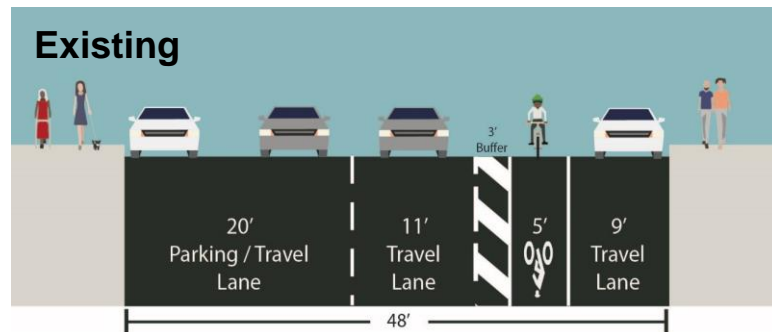 Existing
3'
Buffer
20'
Parking / Travel
Lane
11'
Travel
Lane
5'
9'
Travel
Lane
48'